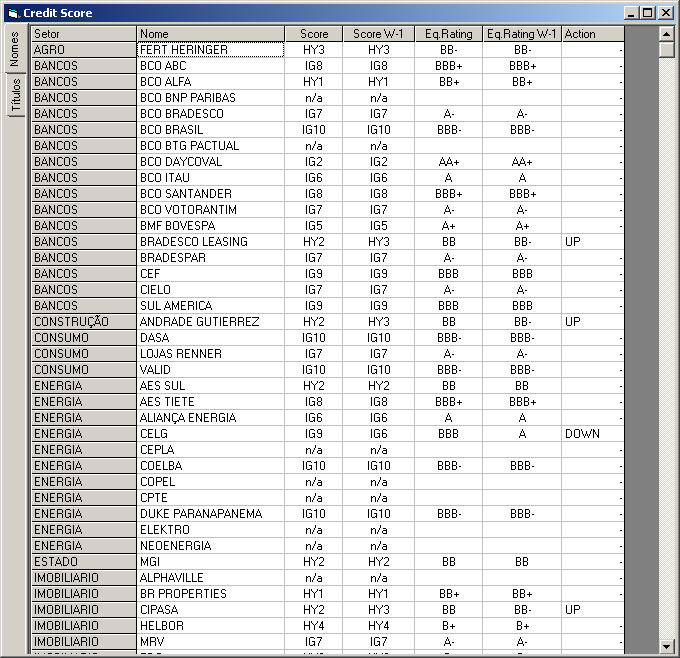 Credit Score
Nomes
Títulos
Setor Nome Score Score W-1 Eq.Rating Eq.Rating W-1 Action
AGRO FERT HERINGER HY3 HY3 BB- BB- -
BANCOS BCO ABC IG8 IG8 BBB+ BBB+ -
BANCOS BCO ALFA HY1 HY1 BB+ BB+ -
BANCOS BCO BNP PARIBAS n/a n/a -
BANCOS BCO BRADESCO IG7 IG7 A- A- -
BANCOS BCO BRASIL IG10 IG10 BBB- BBB- -
BANCOS BCO BTG PACTUAL n/a n/a -
BANCOS BCO DAYCOVAL IG2 IG2 AA+ AA+ -
BANCOS BCO ITAU IG6 IG6 A A -
BANCOS BCO SANTANDER IG8 IG8 BBB+ BBB+ -
BANCOS BCO VOTORANTIM IG7 IG7 A- A- -
BANCOS BMF BOVESPA IG5 IG5 A+ A+ -
BANCOS BRADESCO LEASING HY2 HY3 BB BB- UP
BANCOS BRADESPAR IG7 IG7 A- A- -
BANCOS CEF IG9 IG9 BBB BBB -
BANCOS CIELO IG7 IG7 A- A- -
BANCOS SUL AMERICA IG9 IG9 BBB BBB -
CONSTRUÇÃO ANDRADE GUTIERREZ HY2 HY3 BB BB- UP
CONSUMO DASA IG10 IG10 BBB- BBB- -
CONSUMO LOJAS RENNER IG7 IG7 A- A- -
CONSUMO VALID IG10 IG10 BBB- BBB- -
ENERGIA AES SUL HY2 HY2 BB BB -
ENERGIA AES TIETE IG8 IG8 BBB+ BBB+ -
ENERGIA ALIANÇA ENERGIA IG6 IG6 A A -
ENERGIA CELG IG9 IG6 BBB A DOWN
ENERGIA CEPLA n/a n/a -
ENERGIA COELBA IG10 IG10 BBB- BBB- -
ENERGIA COPEL n/a n/a -
ENERGIA CPTE n/a n/a -
ENERGIA DUKE PARANAPANEMA IG10 IG10 BBB- BBB- -
ENERGIA ELEKTRO n/a n/a -
ENERGIA NEOENERGIA n/a n/a -
ESTADO MGI HY2 HY2 BB BB -
IMOBILIARIO ALPHAVILLE n/a n/a -
IMOBILIARIO BR PROPERTIES HY1 HY1 BB+ BB+ -
IMOBILIARIO CIPASA HY2 HY3 BB BB- UP
IMOBILIARIO HELBOR HY4 HY4 B+ B+ -
IMOBILIARIO MRV IG7 IG7 A- A- -